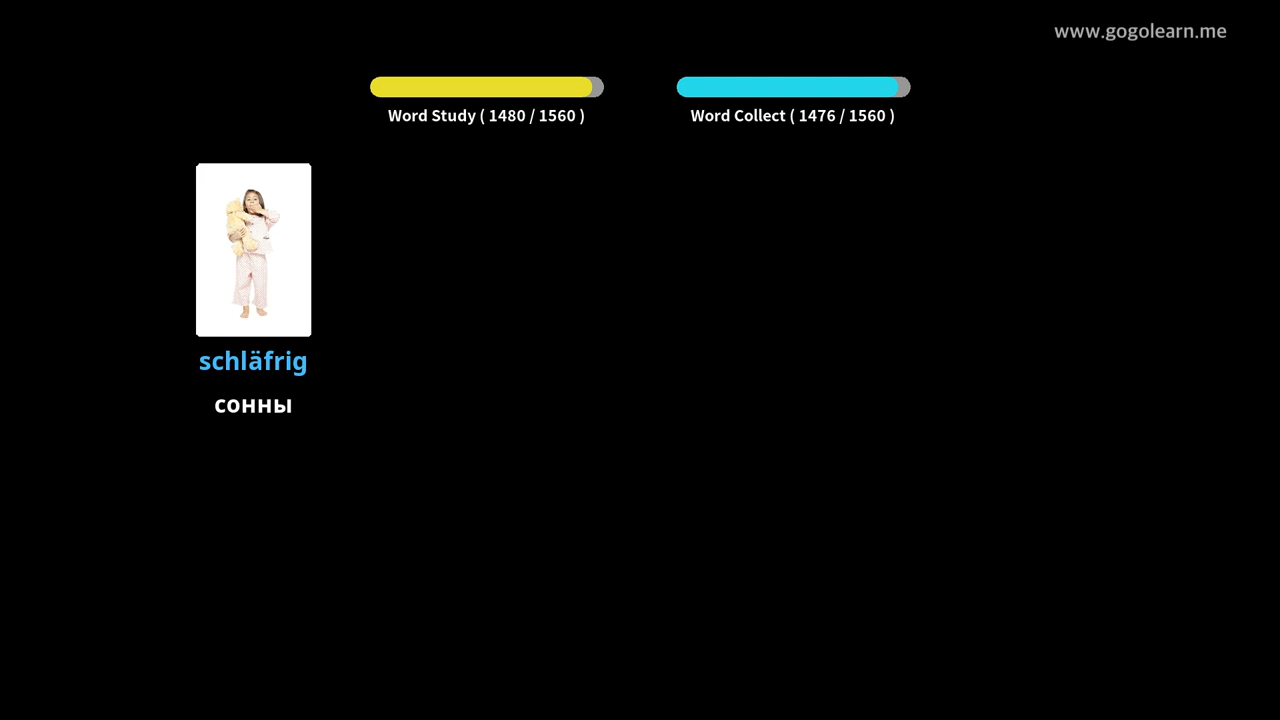 www.gogolearn.me
Word Study ( 1480 / 1560 )
Word Collect ( 1476 / 1560 )
schläfrig
сонны